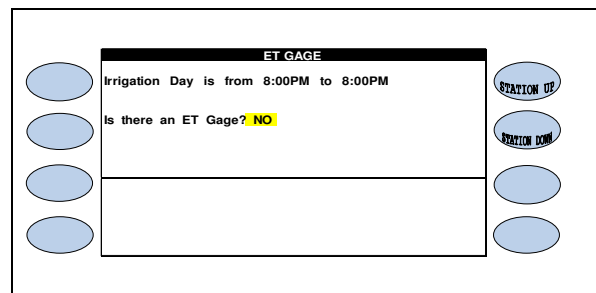 ET GAGE
Irrigation Day is from 8:00PM to 8:00PM
STATION UP
Is there an ET Gage? NO
STATION DOWN